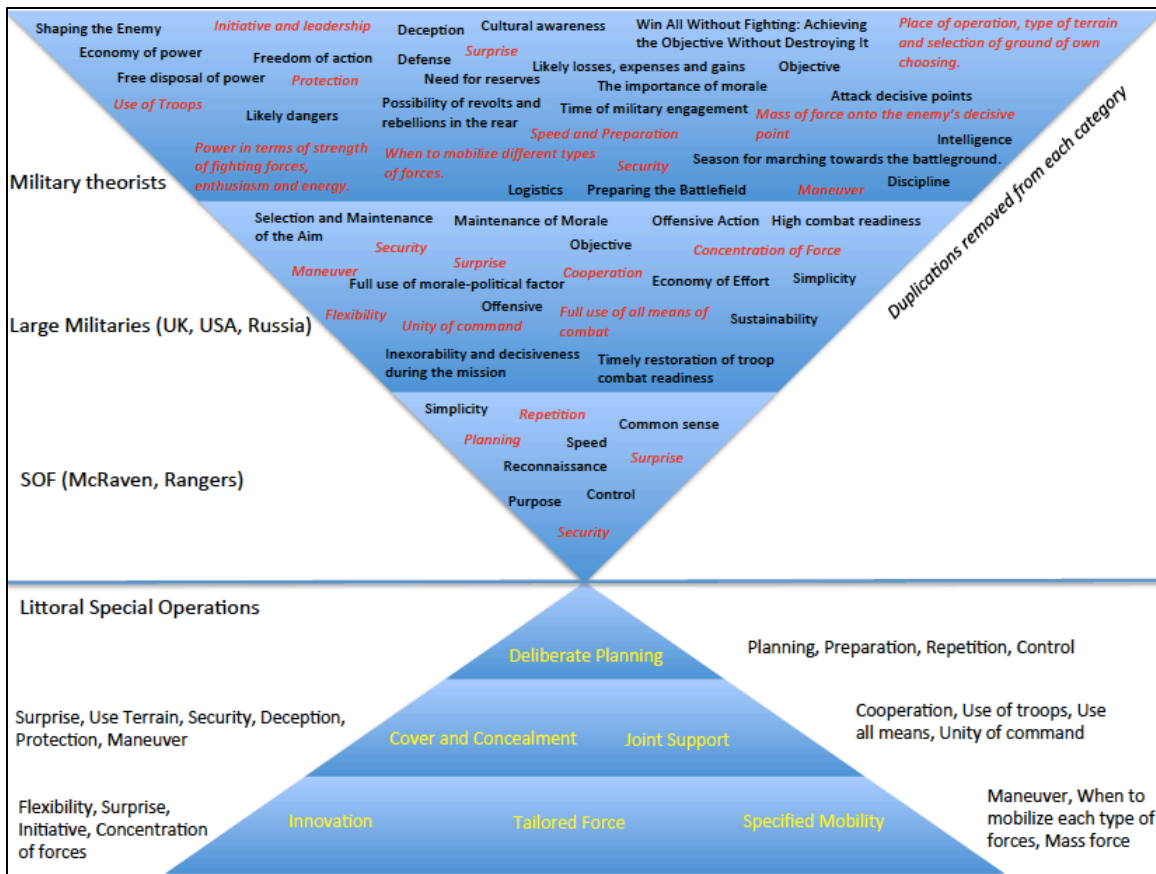 Shaping the Enemy
Initiative and leadership
Deception
Cultural awareness
Win All Without Fighting: Achieving
the Objective Without Destroying It
Place of operation, type of terrain
and selection of ground of own
choosing.
Economy of power
Freedom of action
Defense
Surprise
Likely losses, expenses and gains
Objective
Free disposal of power
Protection
Need for reserves
The importance of morale
Use of Troops
Likely dangers
Possibility of revolts and
rebellions in the rear
Time of military engagement
Attack decisive points
Mass of force onto the enemy's decisive
point
Speed and Preparation
Intelligence
Power in terms of strength
of fighting forces,
enthusiasm and energy.
When to mobilize different types
of forces.
Security
Season for marching towards the battleground.
Military theorists
Logistics
Preparing the Battlefield
Maneuver
Discipline
Duplications removed from each category
Selection and Maintenance
of the Aim
Maintenance of Morale
Offensive Action
High combat readiness
Security
Objective
Concentration of Force
Maneuver
Surprise
Cooperation
Full use of morale-political factor
Economy of Effort
Simplicity
Large Militaries (UK, USA, Russia)
Flexibility
Offensive
Unity of command
Full use of all means of
combat
Sustainability
Inexorability and decisiveness
during the mission
Timely restoration of troop
combat readiness
Simplicity
Repetition
Common sense
Planning
Speed
Surprise
SOF (McRaven, Rangers)
Reconnaissance
Purpose
Control
Security
Littoral Special Operations
Deliberate Planning
Planning, Preparation, Repetition, Control
Surprise, Use Terrain, Security, Deception,
Protection, Maneuver
Cover and Concealment
Joint Support
Cooperation, Use of troops, Use
all means, Unity of command
Flexibility, Surprise,
Initiative, Concentration
of forces
Innovation
Tailored Force
Specified Mobility
Maneuver, When to
mobilize each type of
forces, Mass force